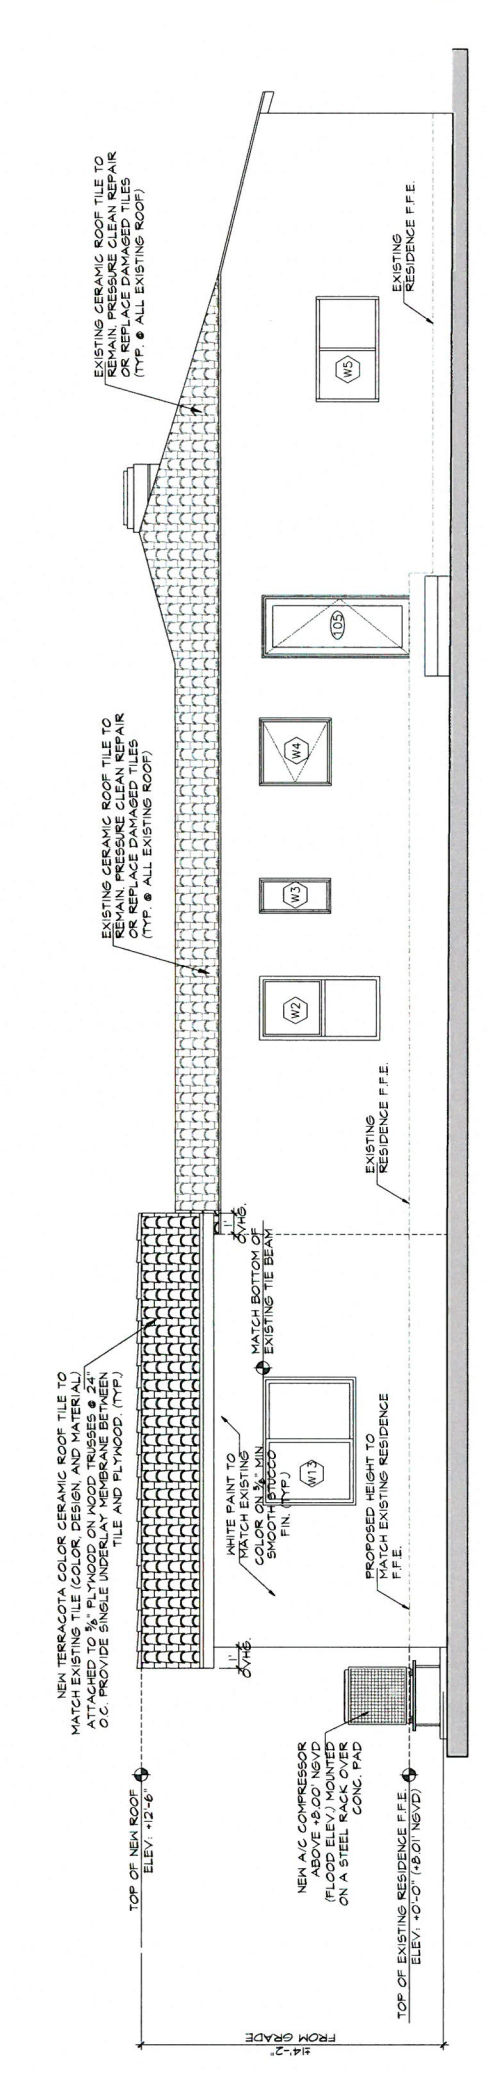 NEW TERRACOTA COLOR CERAMIC ROOF TILE TO
MATCH EXISTING TILE (COLOR, DESIGN, AND MATERIAL)
ATTACHED TO 5/8" PLYWOOD ON WOOD TRUSSES @ 24"
O.C. PROVIDE SINGLE UNDERLAY MEMBRANE BETWEEN
TILE AND PLYWOOD. (TYP.)
EXISTING CERAMIC ROOF TILE TO
REMAIN. PRESSURE CLEAN REPAIR
OR REPLACE DAMAGED TILES
(TYP. @ ALL EXISTING ROOF)
EXISTING CERAMIC ROOF TILE TO
REMAIN. PRESSURE CLEAN REPAIR
OR REPLACE DAMAGED TILES
(TYP. @ ALL EXISTING ROOF)
TOP OF NEW ROOF
ELEV: +12'-6"
1'
OVHG.
1'
OVHG.
WHITE PAINT TO
MATCH EXISTING
COLOR ON MIN
SMOOTH STUCCO
FIN. (TYP.)
MATCH BOTTOM OF
EXISTING TIE BEAM
W13
W2
W3
W4
105
W5
NEW A/C COMPRESSOR
ABOVE +8.00' NGVD
(FLOOD ELEV.) MOUNTED
ON A STEEL RACK OVER
CONC. PAD
PROPOSED HEIGHT TO
MATCH EXISTING RESIDENCE
F.F.E.
EXISTING
RESIDENCE F.F.E.
EXISTING
RESIDENCE F.F.E.
TOP OF EXISTING RESIDENCE F.F.E.
ELEV: +0'-0" (+8.01' NGVD)
±14'-2"
FROM GRADE